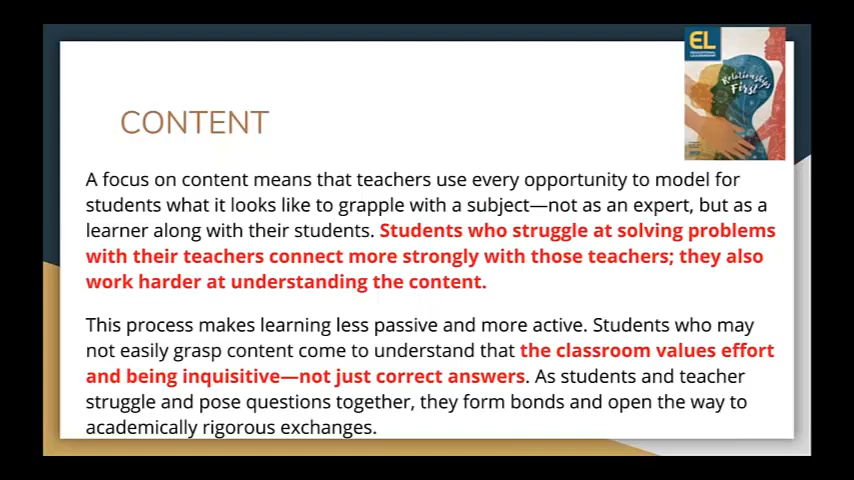 EL
EDUCATIONAL
LEADERSHIP
Relationships
First
CONTENT
A focus on content means that teachers use every opportunity to model for
students what it looks like to grapple with a subject—not as an expert, but as a
learner along with their students. Students who struggle at solving problems
with their teachers connect more strongly with those teachers; they also
work harder at understanding the content.
This process makes learning less passive and more active. Students who may
not easily grasp content come to understand that the classroom values effort
and being inquisitive—not just correct answers. As students and teacher
struggle and pose questions together, they form bonds and open the way to
academically rigorous exchanges.